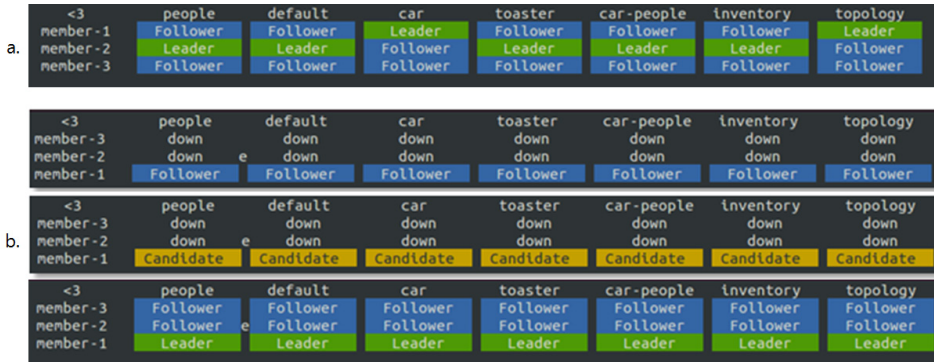 <3 people default car toaster car-people inventory topology
member-1 Follower Follower Leader Follower Follower Follower Leader
a. member-2 Leader Leader Follower Leader Leader Leader Follower
member-3 Follower Follower Follower Follower Follower Follower Follower
<3 people default car toaster car-people inventory topology
member-3 down down down down down down down
member-2 down e down down down down down down
member-1 Follower Follower Follower Follower Follower Follower Follower
<3 people default car toaster car-people inventory topology
member-3 down down down down down down down
b. member-2 down e down down down down down down
member-1 Candidate Candidate Candidate Candidate Candidate Candidate Candidate
<3 people default car toaster car-people inventory topology
member-3 Follower Follower Follower Follower Follower Follower Follower
member-2 Follower e Follower Follower Follower Follower Follower Follower
member-1 Leader Leader Leader Leader Leader Leader Leader